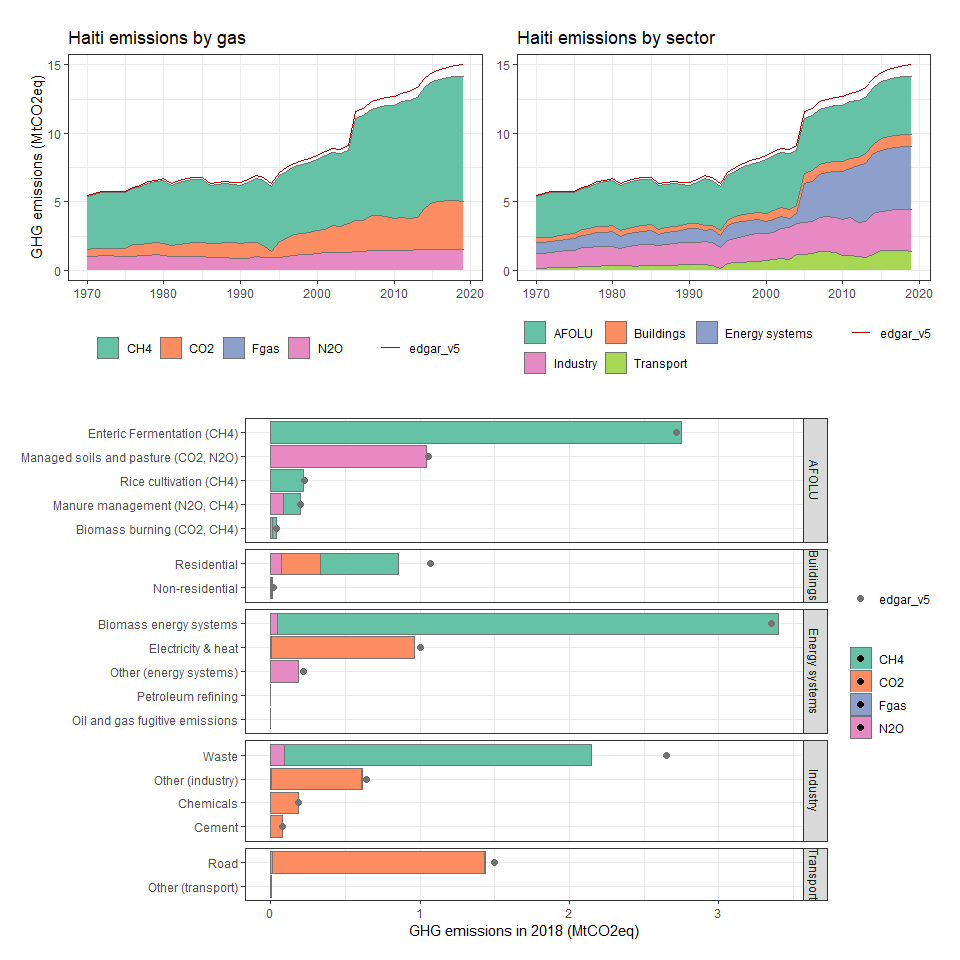 Haiti emissions by gas
GHG emissions (MtCO2eq)
15
10
5
0
1970 1980 1990 2000 2010 2020
CH4 CO2 Fgas N2O edgar_v5
Haiti emissions by sector
15
10
5
0
1970 1980 1990 2000 2010 2020
AFOLU Buildings Energy systems edgar_v5
Industry Transport
Enteric Fermentation (CH4)
Managed soils and pasture (CO2, N2O)
Rice cultivation (CH4)
Manure management (N2O, CH4)
Biomass burning (CO2, CH4)
AFOLU
Residential
Non-residential
Buildings
Biomass energy systems
Electricity & heat
Other (energy systems)
Petroleum refining
Oil and gas fugitive emissions
Energy systems
Waste
Other (industry)
Chemicals
Cement
Industry
Road
Other (transport)
Transport
0 1 2 3
GHG emissions in 2018 (MtCO2eq)
edgar_v5
CH4
CO2
Fgas
N2O